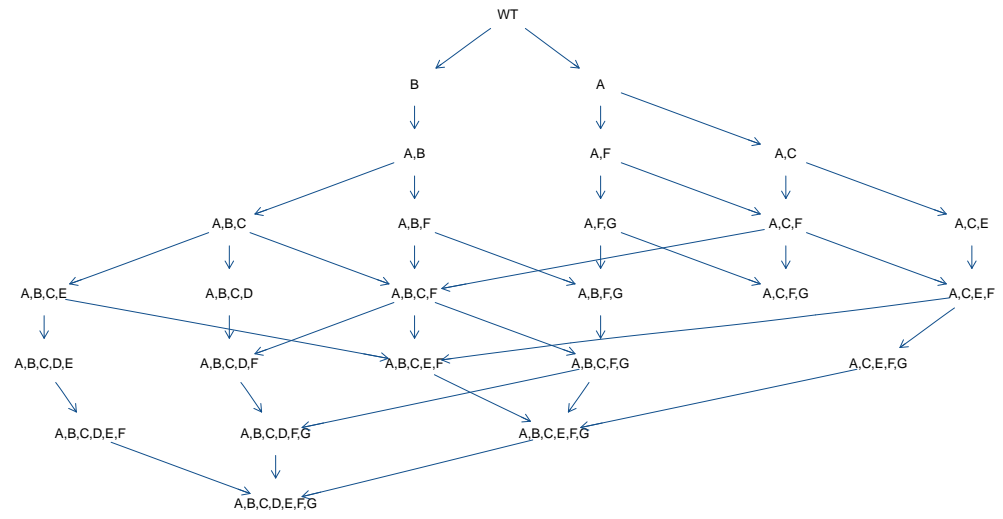 WT
B
A
A,B
A,F
A,C
A,B,C
A,B,F
A,F,G
A,C,F
A,C,E
A,B,C,E
A,B,C,D
A,B,C,F
A,B,F,G
A,C,F,G
A,C,E,F
A,B,C,D,E
A,B,C,D,F
A,B,C,E,F
A,B,C,F,G
A,C,E,F,G
A,B,C,D,E,F
A,B,C,D,F,G
A,B,C,E,F,G
A,B,C,D,E,F,G